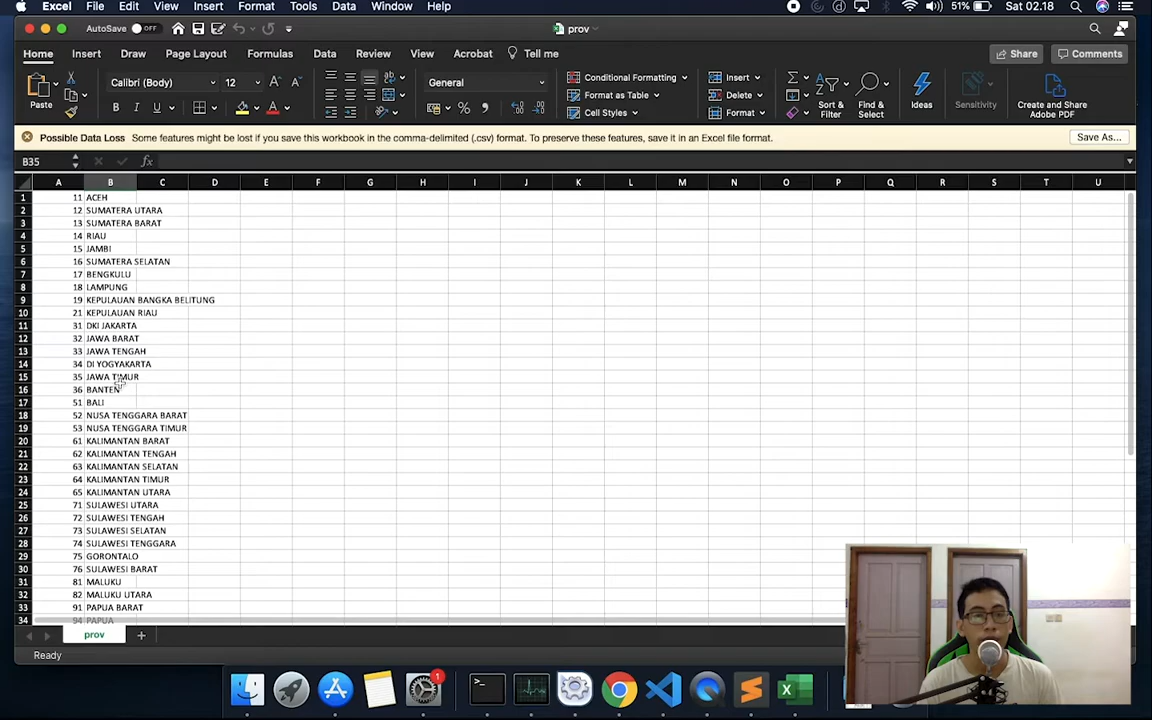 Excel File Edit View Insert Format Tools Data Window Help 51% Sat 02.18
AutoSave OFF prov
Home Insert Draw Page Layout Formulas Data Review View Acrobat Tell me Share Comments
Paste
Calibri (Body) 12
B I U
General
Conditional Formatting
Format as Table
Cell Styles
Insert
Delete
Format
Sort & Filter
Find & Select
Ideas
Sensitivity
Create and Share Adobe PDF
Possible Data Loss Some features might be lost if you save this workbook in the comma-delimited (.csv) format. To preserve these features, save it in an Excel file format. Save As...
B35 fx
A B C D E F G H I J K L M N O P Q R S T U
1 11 ACEH
2 12 SUMATERA UTARA
3 13 SUMATERA BARAT
4 14 RIAU
5 15 JAMBI
6 16 SUMATERA SELATAN
7 17 BENGKULU
8 18 LAMPUNG
9 19 KEPULAUAN BANGKA BELITUNG
10 21 KEPULAUAN RIAU
11 31 DKI JAKARTA
12 32 JAWA BARAT
13 33 JAWA TENGAH
14 34 DI YOGYAKARTA
15 35 JAWA TIMUR
16 36 BANTEN
17 51 BALI
18 52 NUSA TENGGARA BARAT
19 53 NUSA TENGGARA TIMUR
20 61 KALIMANTAN BARAT
21 62 KALIMANTAN TENGAH
22 63 KALIMANTAN SELATAN
23 64 KALIMANTAN TIMUR
24 65 KALIMANTAN UTARA
25 71 SULAWESI UTARA
26 72 SULAWESI TENGAH
27 73 SULAWESI SELATAN
28 74 SULAWESI TENGGARA
29 75 GORONTALO
30 76 SULAWESI BARAT
31 81 MALUKU
32 82 MALUKU UTARA
33 91 PAPUA BARAT
34 94 PAPUA
prov
Ready
1